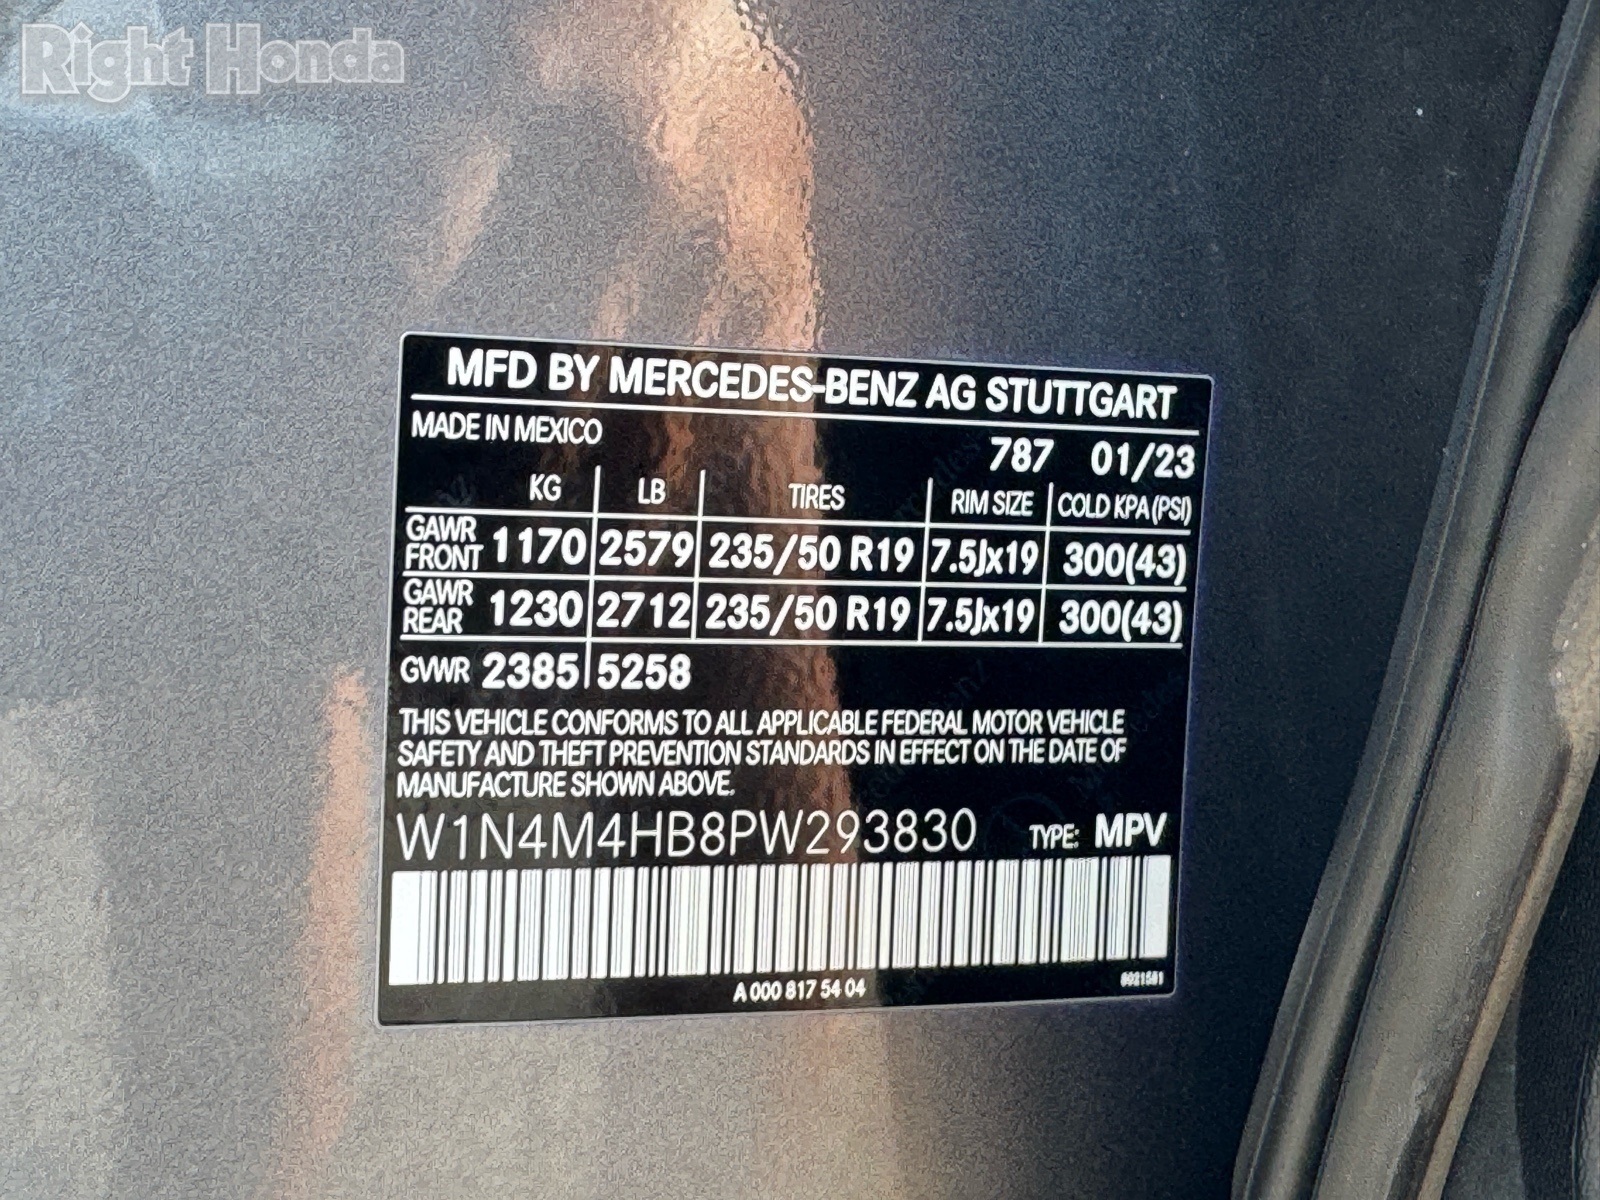 Right Honda
MFD BY MERCEDES-BENZ AG STUTTGART
MADE IN MEXICO
787 01/23
KG LB TIRES RIM SIZE COLD KPA (PSI)
GAWR FRONT 1170 2579 235/50 R19 7.5Jx19 300(43)
GAWR REAR 1230 2712 235/50 R19 7.5Jx19 300(43)
GVWR 2385 5258
THIS VEHICLE CONFORMS TO ALL APPLICABLE FEDERAL MOTOR VEHICLE
SAFETY AND THEFT PREVENTION STANDARDS IN EFFECT ON THE DATE OF
MANUFACTURE SHOWN ABOVE.
W1N4M4HB8PW293830 TYPE: MPV
A 000 817 54 04